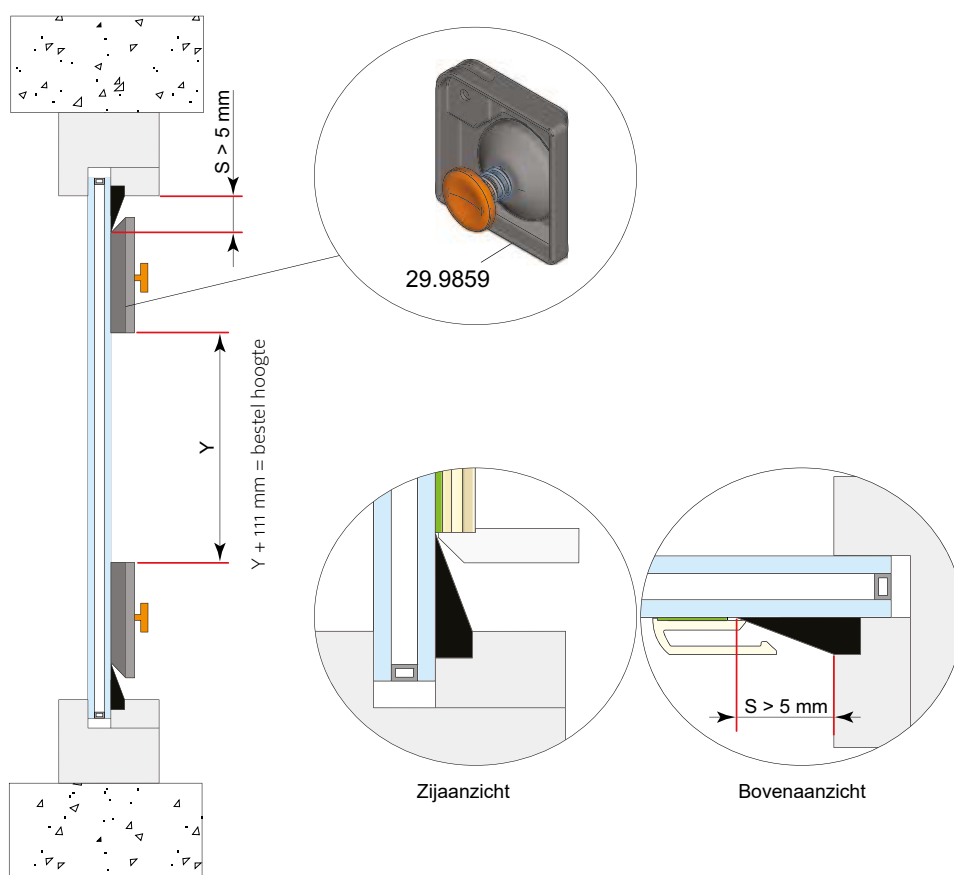 S > 5 mm
29.9859
Y
Y + 111 mm = bestel hoogte
S > 5 mm
Zijaanzicht
Bovenaanzicht